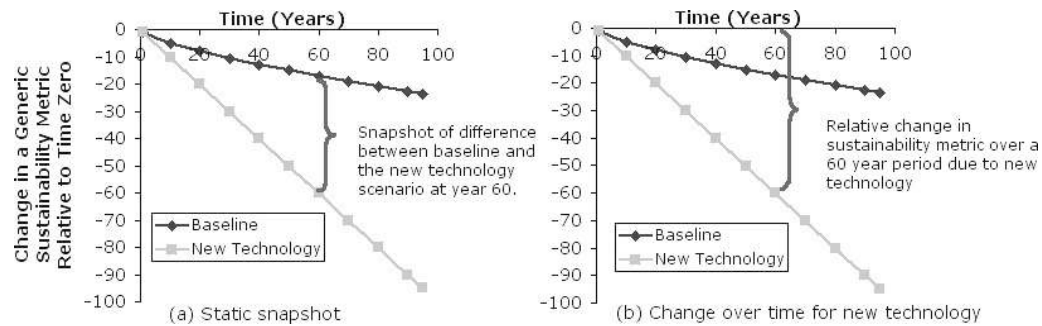 Change in a Generic
Sustainability Metric
Relative to Time Zero
Time (Years)
0 20 40 60 80 100
0
-10
-20
-30
-40
-50
-60
-70
-80
-90
-100
Snapshot of difference
between baseline and
the new technology
scenario at year 60.
Baseline
New Technology
(a) Static snapshot
Time (Years)
0 20 40 60 80 100
0
-10
-20
-30
-40
-50
-60
-70
-80
-90
-100
Relative change in
sustainability metric over a
60 year period due to new
technology
Baseline
New Technology
(b) Change over time for new technology